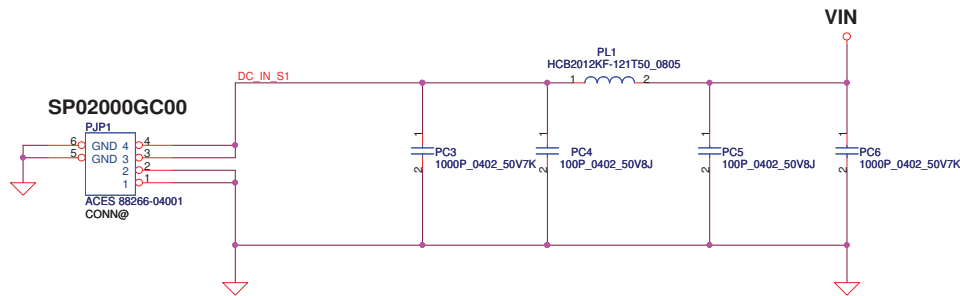 VIN
PL1
HCB2012KF-121T50_0805
1 2
DC_IN_S1
SP02000GC00
PJP1
6 GND 4 4
5 GND 3 3
2 2
1 1
ACES 88266-04001
CONN@
1
PC3
1000P_0402_50V7K
2
1
PC4
100P_0402_50V8J
2
1
PC5
100P_0402_50V8J
2
1
PC6
1000P_0402_50V7K
2